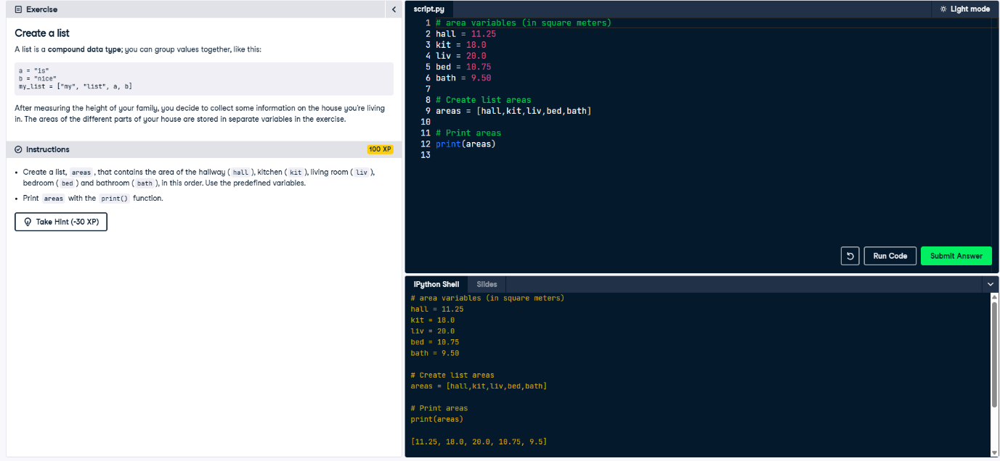 Exercise
Create a list
A list is a compound data type; you can group values together, like this:
a = "is"
b = "nice"
my_list = ["my", "list", a, b]
After measuring the height of your family, you decide to collect some information on the house you're living
in. The areas of the different parts of your house are stored in separate variables in the exercise.
Instructions
100 XP
Create a list, areas , that contains the area of the hallway ( hall ), kitchen ( kit ), living room ( liv ),
bedroom ( bed ) and bathroom ( bath ), in this order. Use the predefined variables.
Print areas with the print() function.
Take Hint (-30 XP)
script.py
Light mode
1 # area variables (in square meters)
2 hall = 11.25
3 kit = 18.0
4 liv = 20.0
5 bed = 10.75
6 bath = 9.50
7
8 # Create list areas
9 areas = [hall,kit,liv,bed,bath]
10
11 # Print areas
12 print(areas)
13
Run Code
Submit Answer
IPython Shell
Slides
# area variables (in square meters)
hall = 11.25
kit = 18.0
liv = 20.0
bed = 10.75
bath = 9.50
# Create list areas
areas = [hall,kit,liv,bed,bath]
# Print areas
print(areas)
[11.25, 18.0, 20.0, 10.75, 9.5]